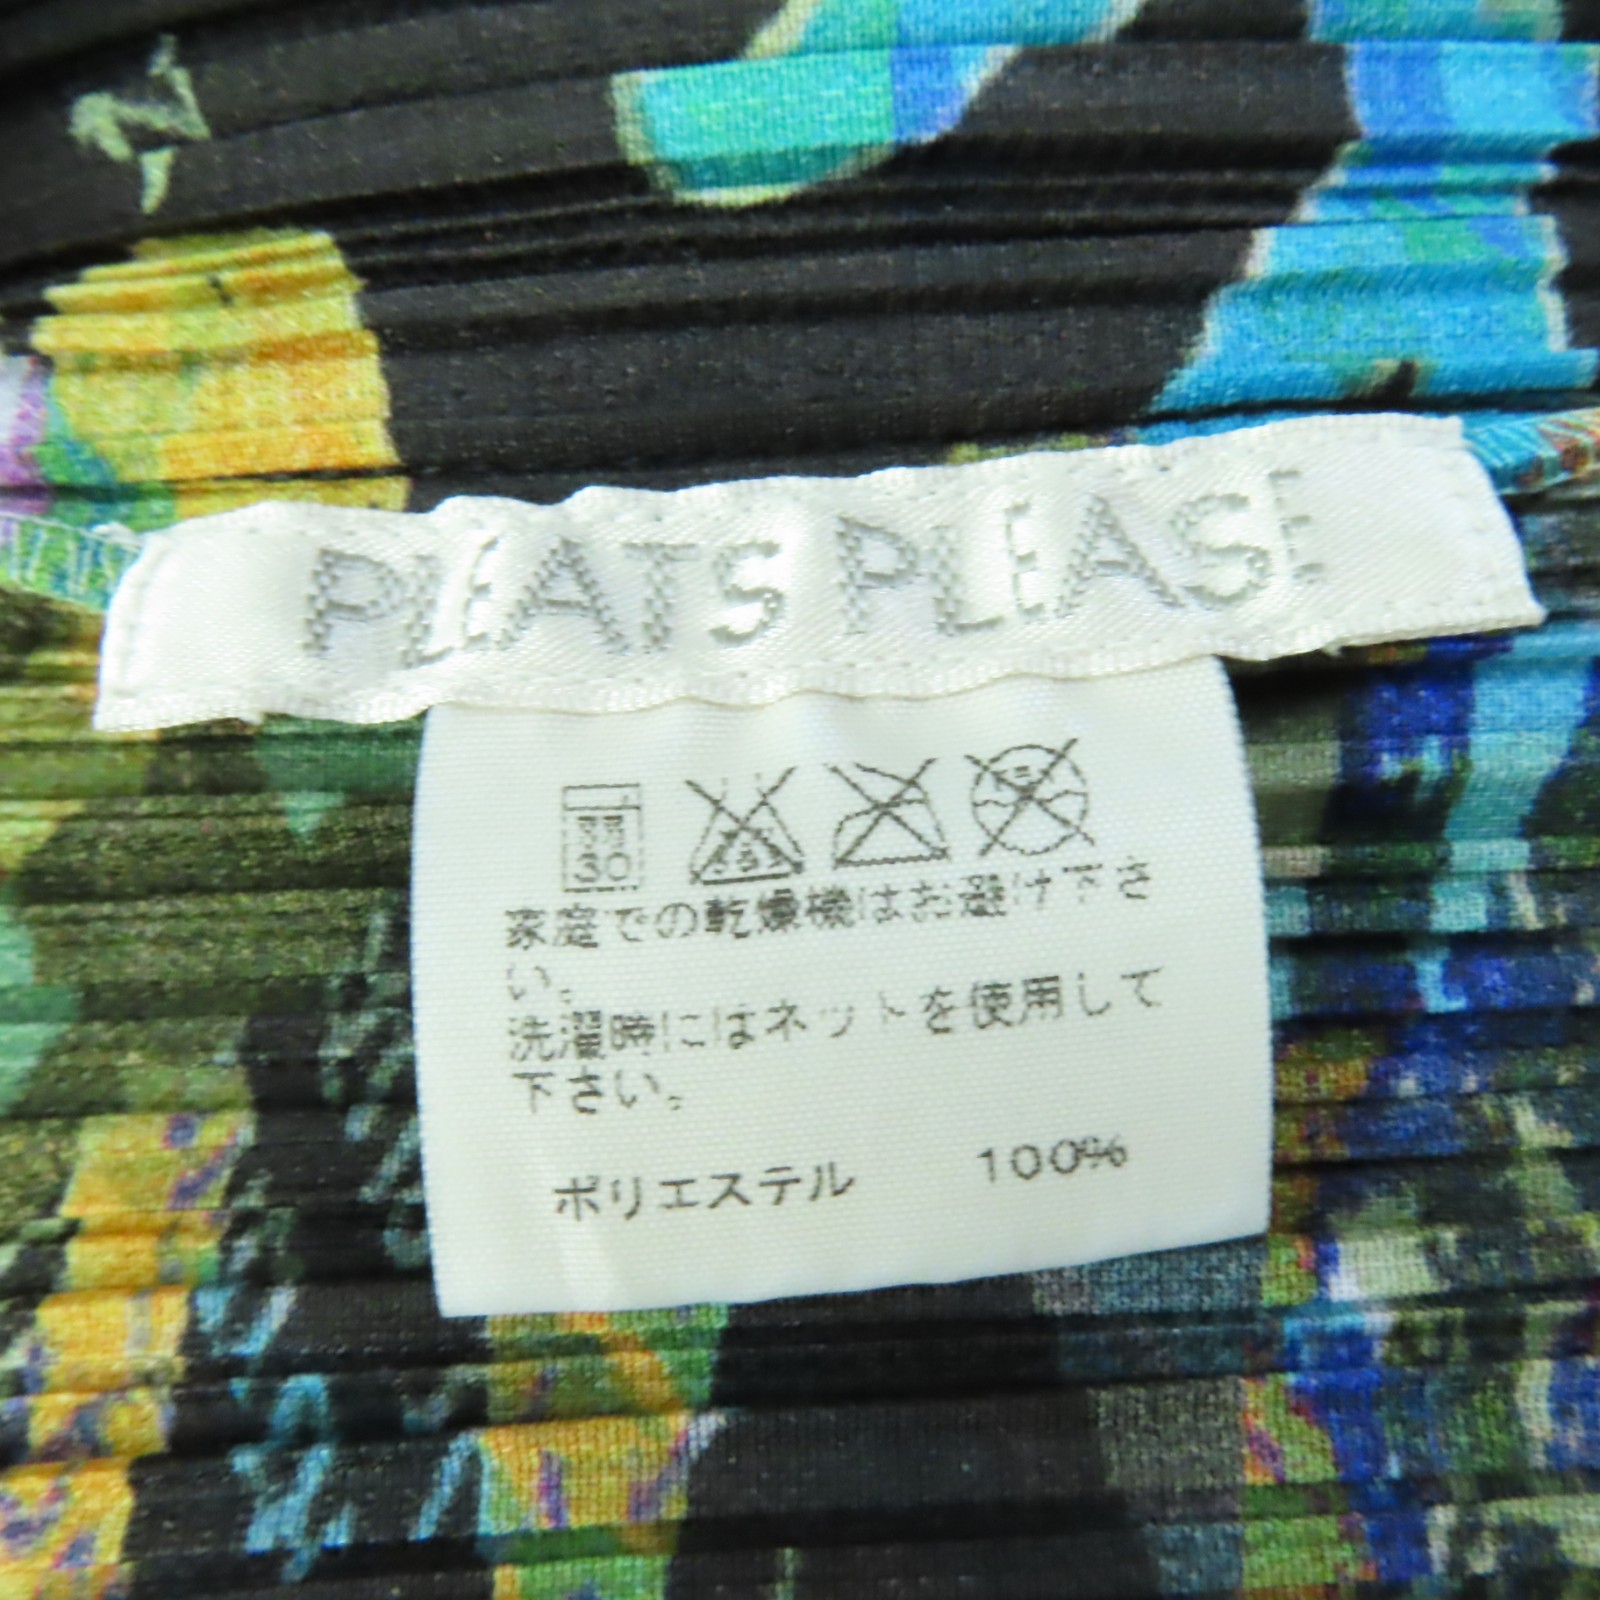 PLEATS PLEASE
30
家庭での乾燥機はお避け下さ
い。
洗濯時にはネットを使用して
下さい。
ポリエステル 100%